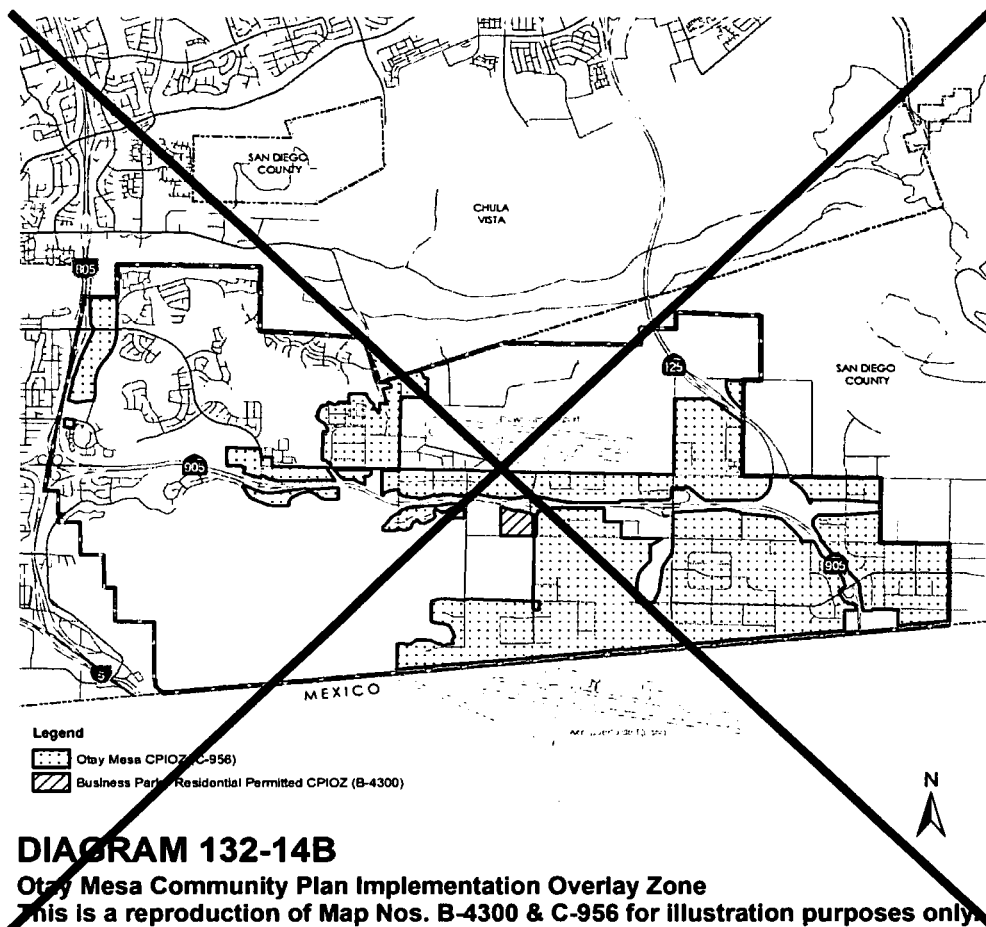 SAN DIEGO
COUNTY
CHULA
VISTA
805
125
SAN DIEGO
COUNTY
905
905
5
MEXICO
Legend
Otay Mesa CPIOZ (C-956)
Business Park, Residential Permitted CPIOZ (B-4300)
N
DIAGRAM 132-14B
Otay Mesa Community Plan Implementation Overlay Zone
This is a reproduction of Map Nos. B-4300 & C-956 for illustration purposes only.